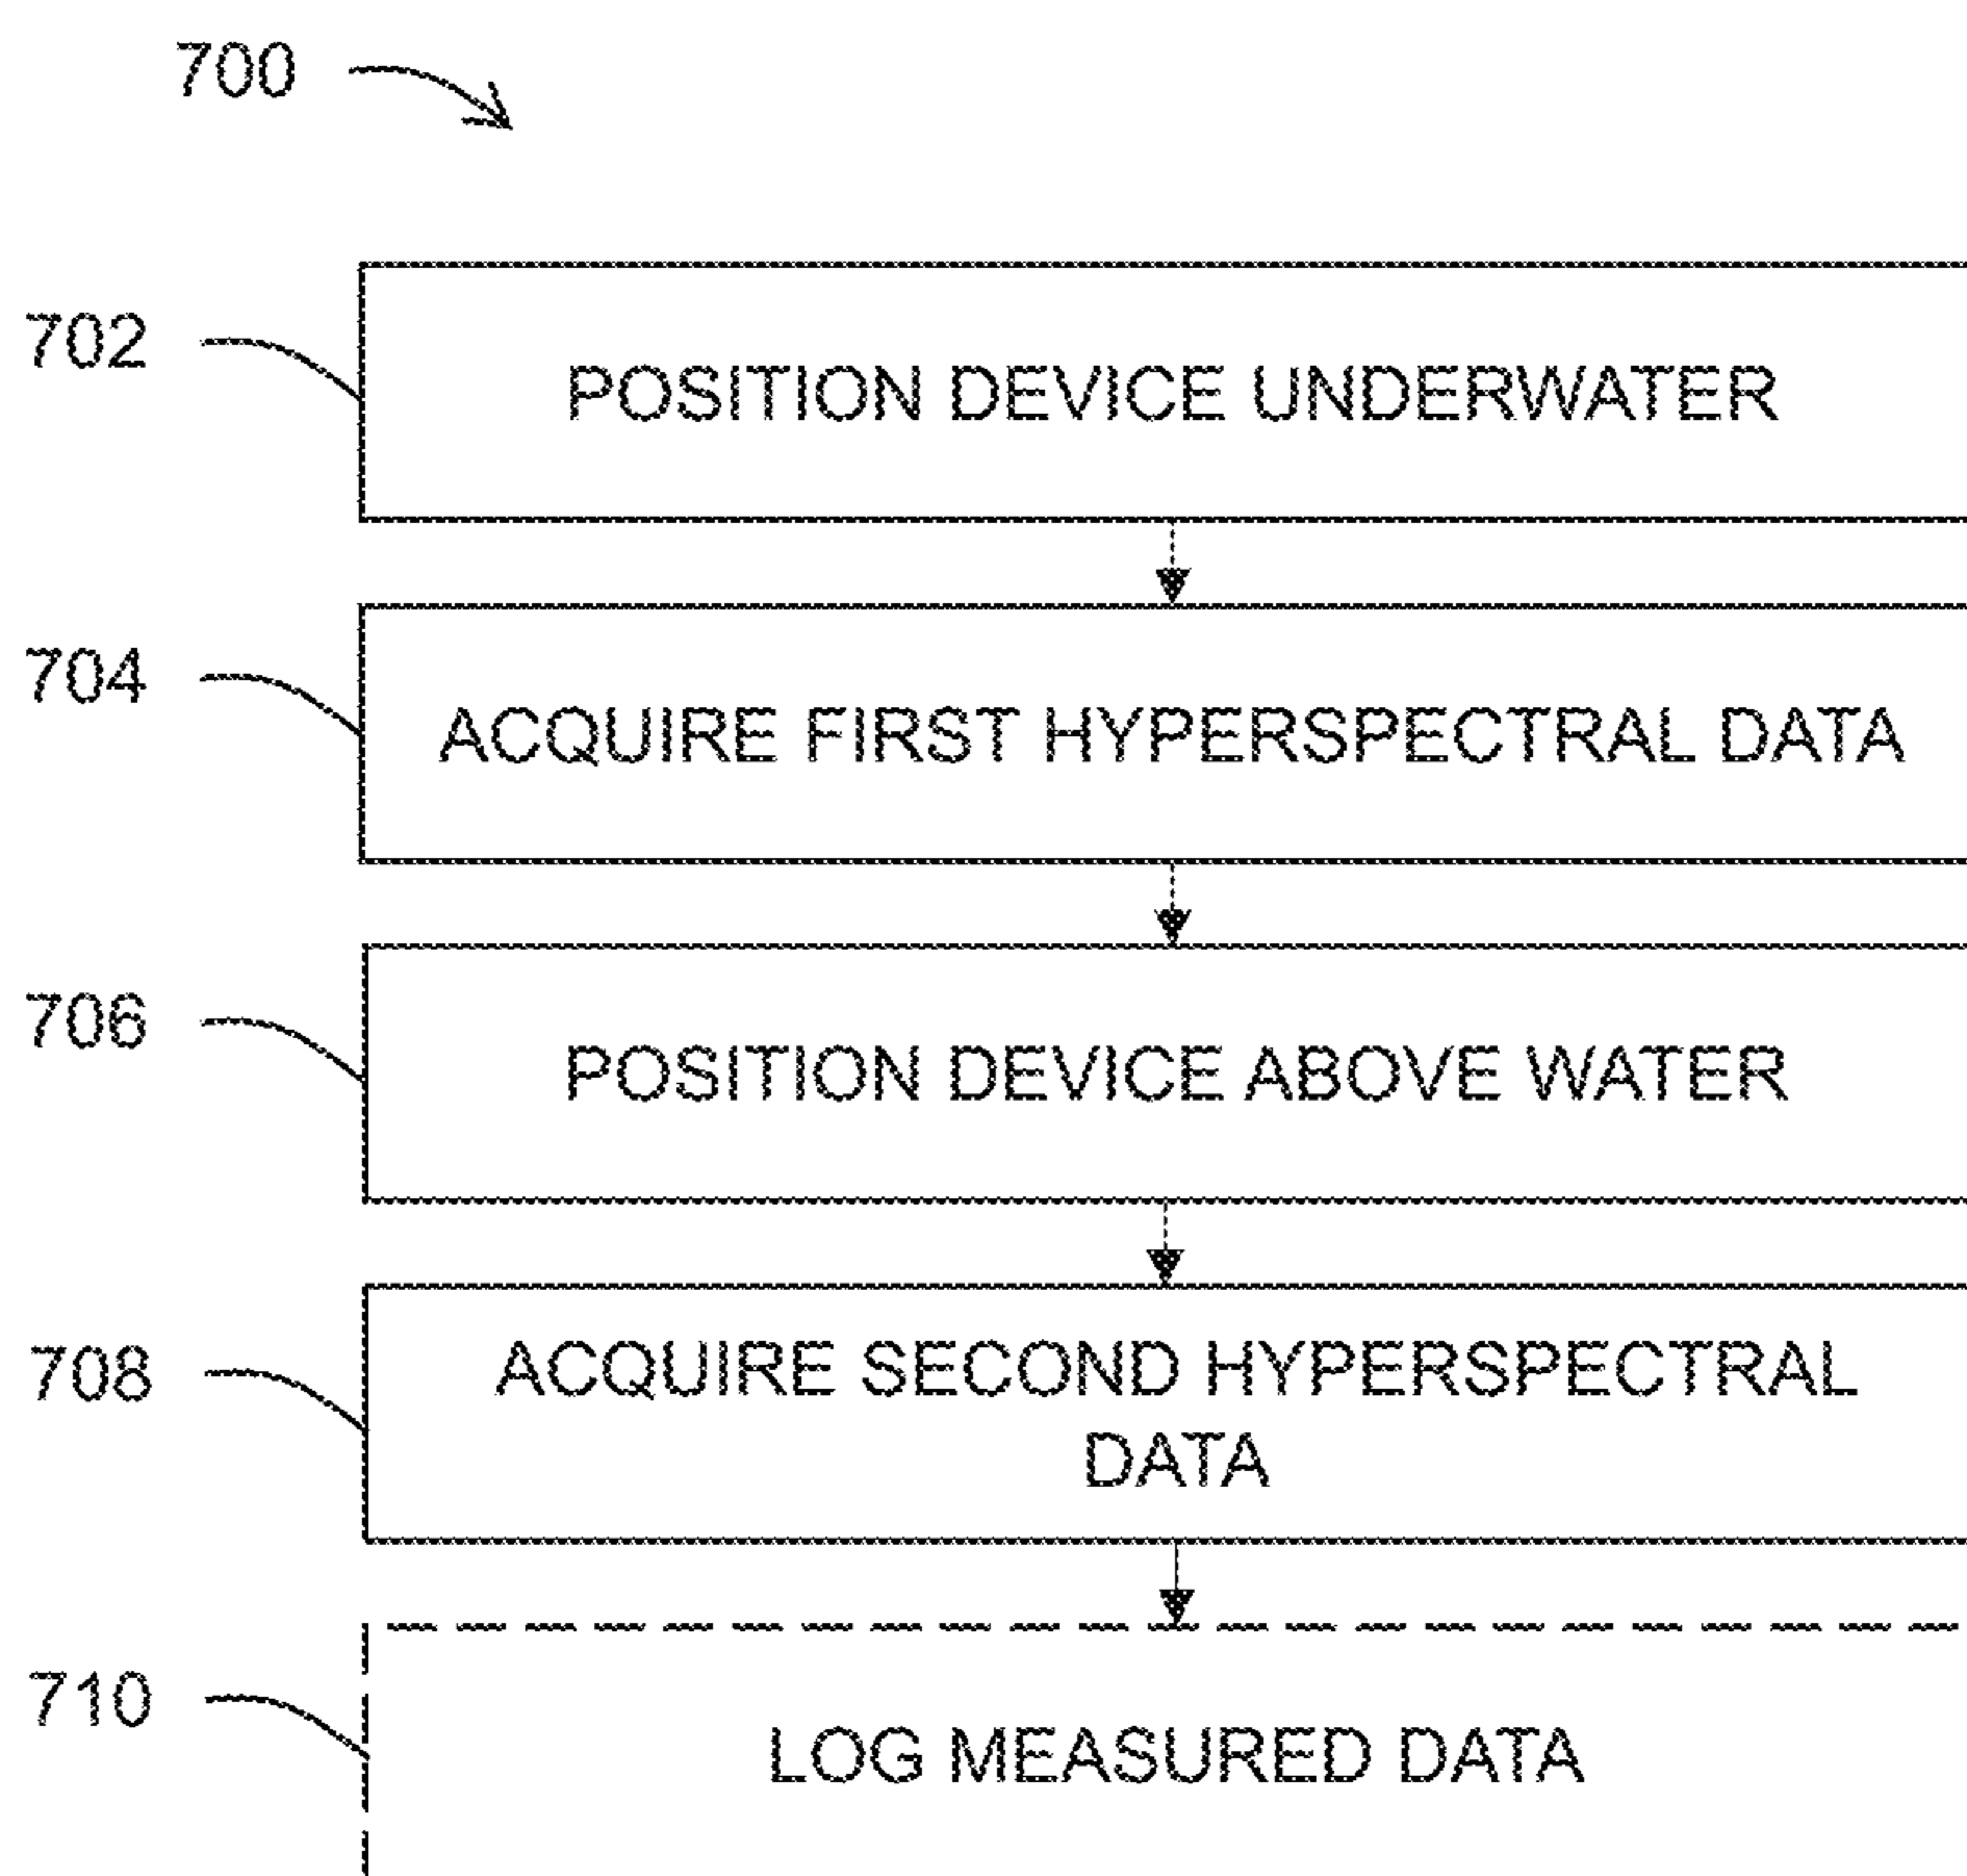 700
702
POSITION DEVICE UNDERWATER
704
ACQUIRE FIRST HYPERSPECTRAL DATA
706
POSITION DEVICE ABOVE WATER
708
ACQUIRE SECOND HYPERSPECTRAL
DATA
710
LOG MEASURED DATA